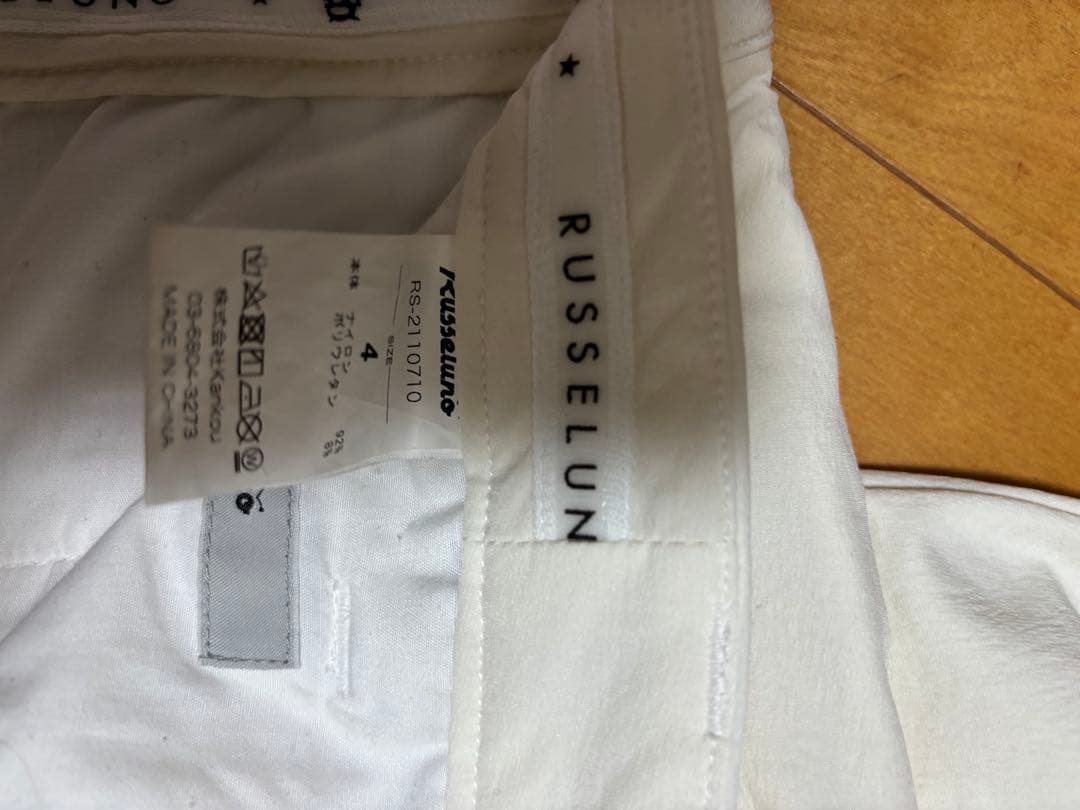 RUSSELUN
Russeluno
RS-2110710
SIZE
4
本体 ナイロン 92%
ポリウレタン 8%
W
株式会社Kankou
03-6804-3273
MADE IN CHINA